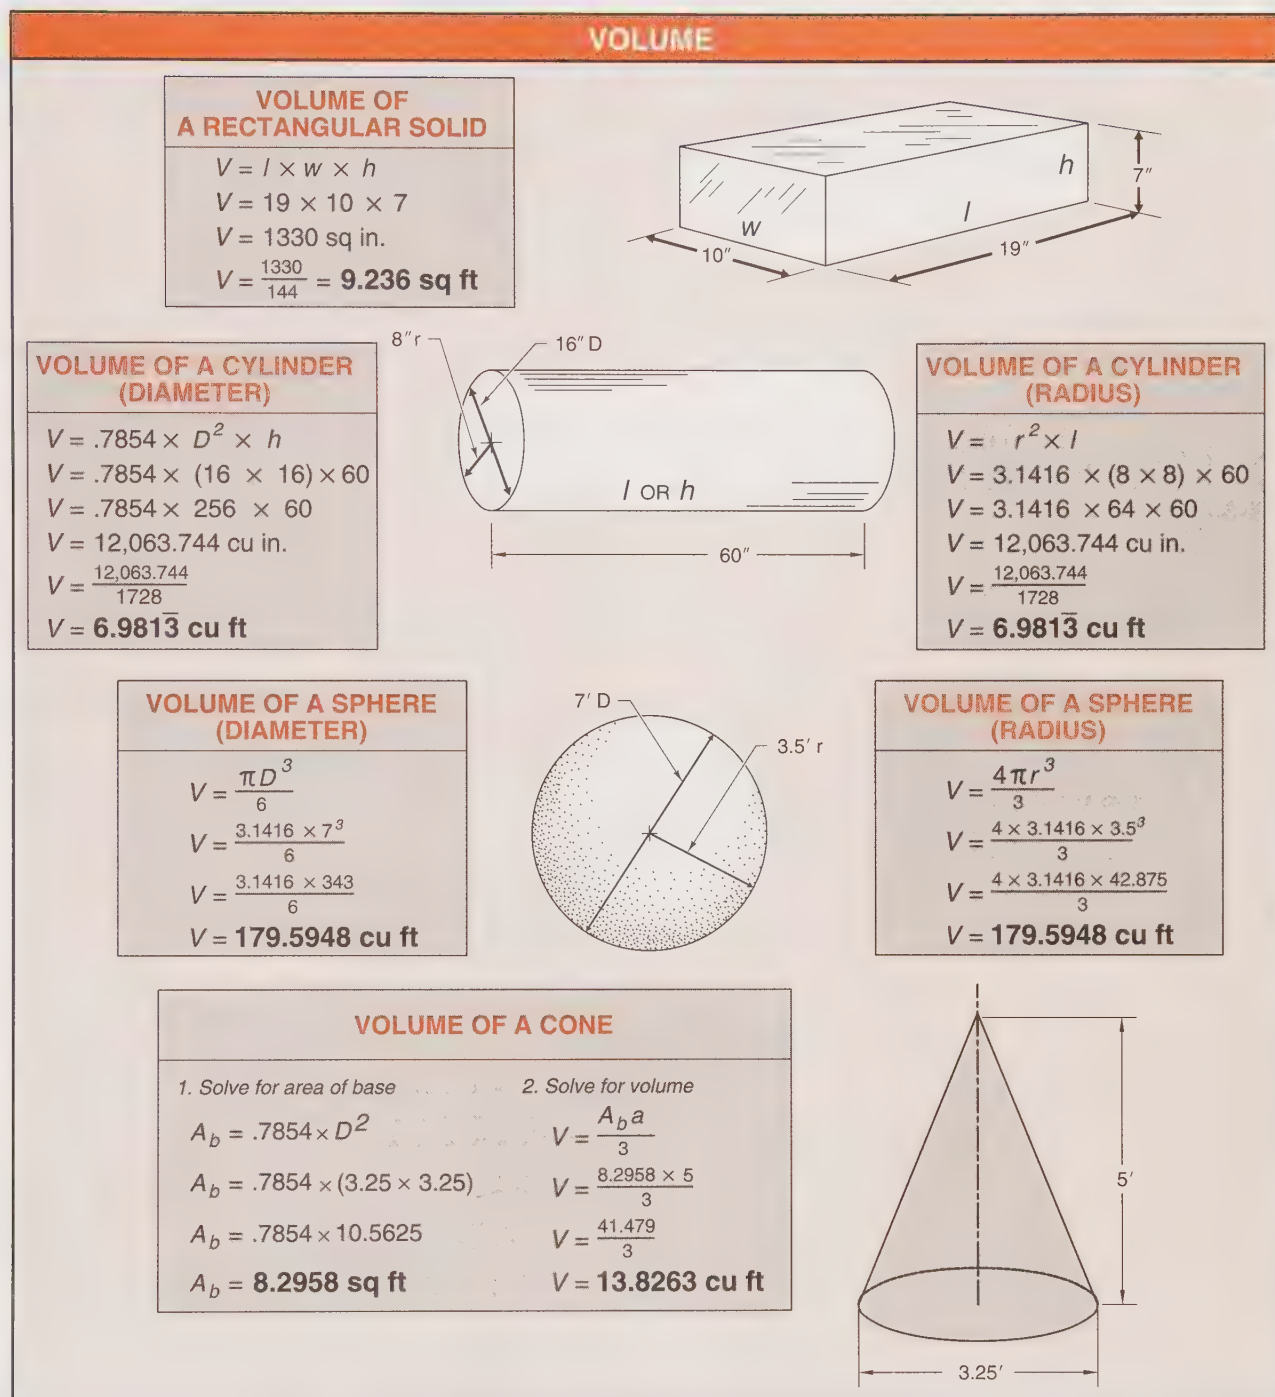 VOLUME
VOLUME OF
A RECTANGULAR SOLID
V = l × w × h
V = 19 × 10 × 7
V = 1330 sq in.
V = 1330/144 = 9.236 sq ft
h
7″
l
w
10″
19″
VOLUME OF A CYLINDER
(DIAMETER)
V = .7854 × D² × h
V = .7854 × (16 × 16) × 60
V = .7854 × 256 × 60
V = 12,063.744 cu in.
V = 12,063.744/1728
V = 6.9813̅ cu ft
8″ r
16″ D
l OR h
60″
VOLUME OF A CYLINDER
(RADIUS)
V = r² × l
V = 3.1416 × (8 × 8) × 60
V = 3.1416 × 64 × 60
V = 12,063.744 cu in.
V = 12,063.744/1728
V = 6.9813̅ cu ft
VOLUME OF A SPHERE
(DIAMETER)
V = πD³/6
V = 3.1416 × 7³/6
V = 3.1416 × 343/6
V = 179.5948 cu ft
7′ D
3.5′ r
VOLUME OF A SPHERE
(RADIUS)
V = 4πr³/3
V = 4 × 3.1416 × 3.5³/3
V = 4 × 3.1416 × 42.875/3
V = 179.5948 cu ft
VOLUME OF A CONE
1. Solve for area of base
A_b = .7854 × D²
A_b = .7854 × (3.25 × 3.25)
A_b = .7854 × 10.5625
A_b = 8.2958 sq ft
2. Solve for volume
V = A_b a/3
V = 8.2958 × 5/3
V = 41.479/3
V = 13.8263 cu ft
5′
3.25′